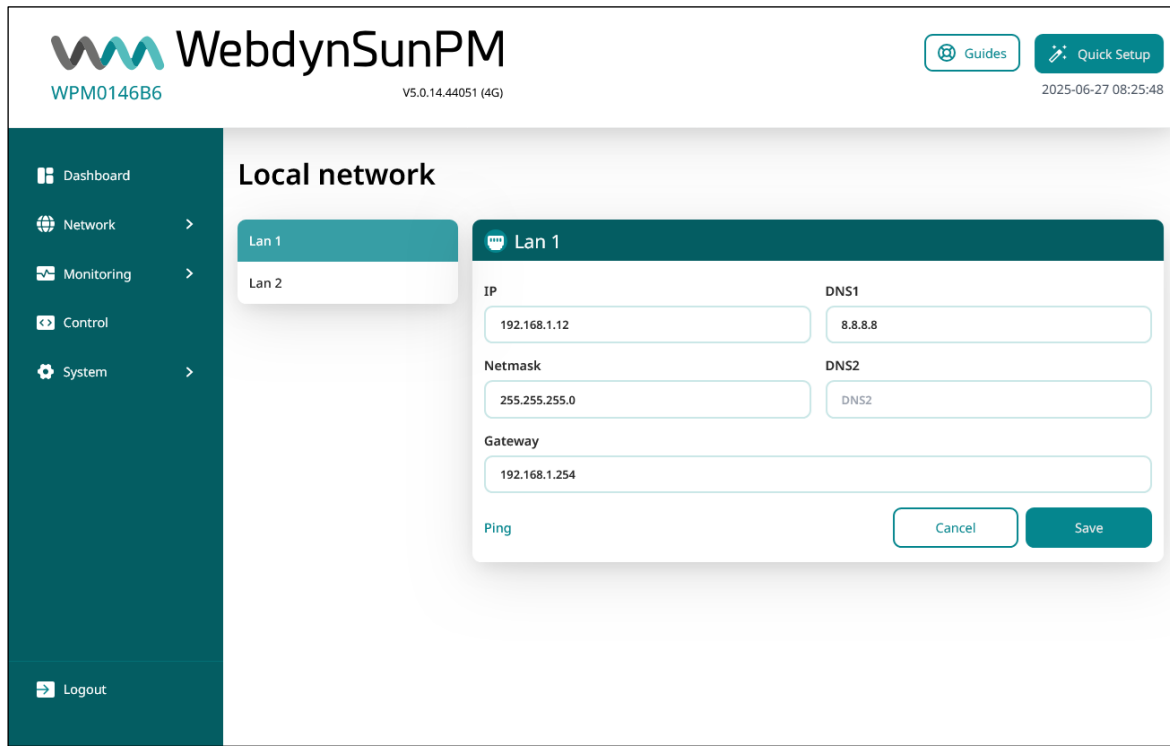 WebdynSunPM
WPM0146B6
V5.0.14.44051 (4G)
Guides
Quick Setup
2025-06-27 08:25:48
Dashboard
Network
Monitoring
Control
System
Logout
Local network
Lan 1
Lan 2
Lan 1
IP
192.168.1.12
DNS1
8.8.8.8
Netmask
255.255.255.0
DNS2
DNS2
Gateway
192.168.1.254
Ping
Cancel
Save